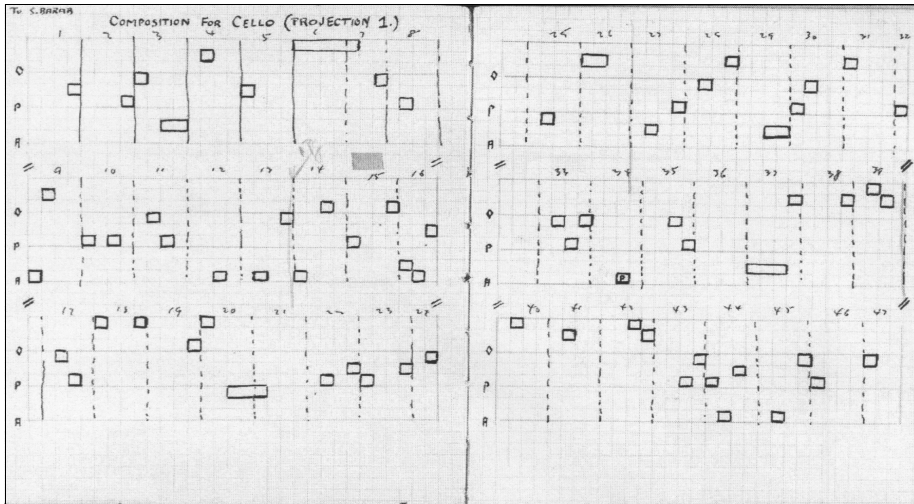 To S. BARAB
COMPOSITION FOR CELLO (PROJECTION 1.)
1 2 3 4 5 6 7 8
◊
P
A
9 10 11 12 13 14 15 16
◊
P
A
17 18 19 20 21 22 23 24
◊
P
A
25 26 27 28 29 30 31 32
◊
P
A
33 34 35 36 37 38 39
◊
P
A
P
40 41 42 43 44 45 46 47
◊
P
A